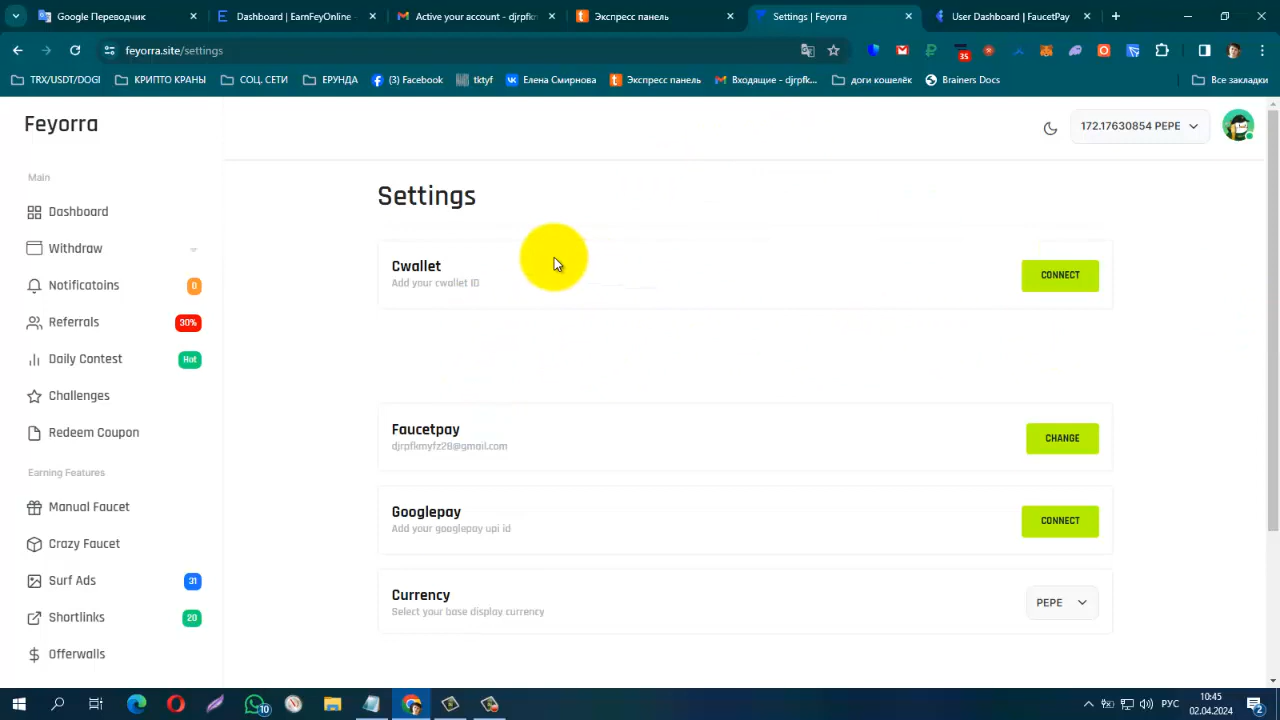 Google Переводчик
Dashboard | EarnFeyOnline -
Active your account - djrpfk
Экспресс панель
Settings | Feyorra
User Dashboard | FaucetPay
feyorra.site/settings
35
TRX/USDT/DOGI
КРИПТО КРАНЫ
СОЦ. СЕТИ
ЕРУНДА
(3) Facebook
tktyf
Елена Смирнова
Экспресс панель
Входящие - djrpfk...
доги кошелёк
Brainers Docs
Все закладки
Feyorra
172.17630854 PEPE
Main
Dashboard
Withdraw
Notificatoins 0
Referrals 30%
Daily Contest Hot
Challenges
Redeem Coupon
Earning Features
Manual Faucet
Crazy Faucet
Surf Ads 31
Shortlinks 20
Offerwalls
Settings
Cwallet
Add your cwallet ID
CONNECT
Faucetpay
djrpfkmyfz28@gmail.com
CHANGE
Googlepay
Add your googlepay upi id
CONNECT
Currency
Select your base display currency
PEPE
10
РУС
10:45
02.04.2024
2